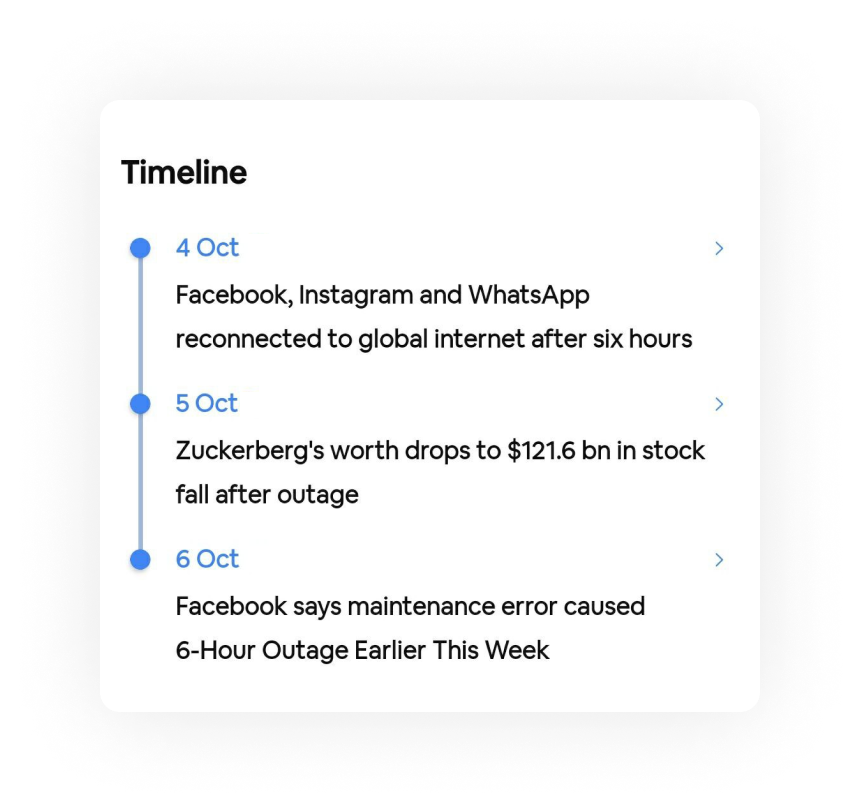 Timeline
4 Oct
Facebook, Instagram and WhatsApp
reconnected to global internet after six hours
5 Oct
Zuckerberg's worth drops to $121.6 bn in stock
fall after outage
6 Oct
Facebook says maintenance error caused
6-Hour Outage Earlier This Week